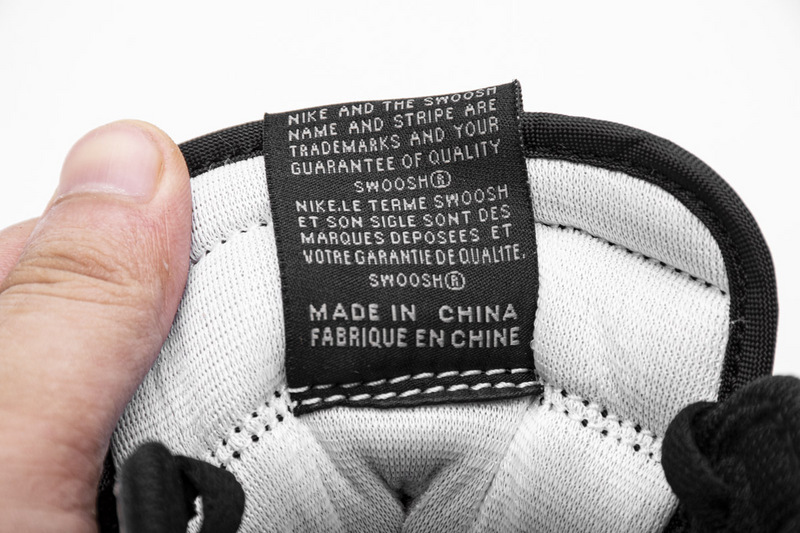 NIKE AND THE SWOOSH
NAME AND STRIPE ARE
TRADEMARKS AND YOUR
GUARANTEE OF QUALITY
SWOOSH®
NIKE.LE TERME SWOOSH
ET SON SIGLE SONT DES
MARQUES DEPOSEES ET
VOTRE GARANTIE DE QUALITE.
SWOOSH®
MADE IN CHINA
FABRIQUE EN CHINE